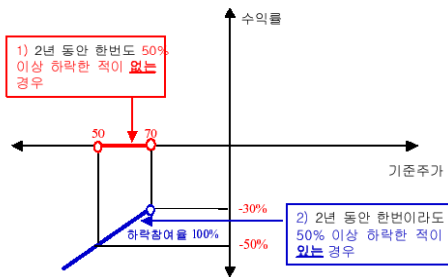 수익률
1) 2년 동안 한번도 50%
이상 하락한 적이 없는
경우
50
70
기준주가
-30%
하락참여율 100%
-50%
2) 2년 동안 한번이라도
50% 이상 하락한 적이
있는 경우